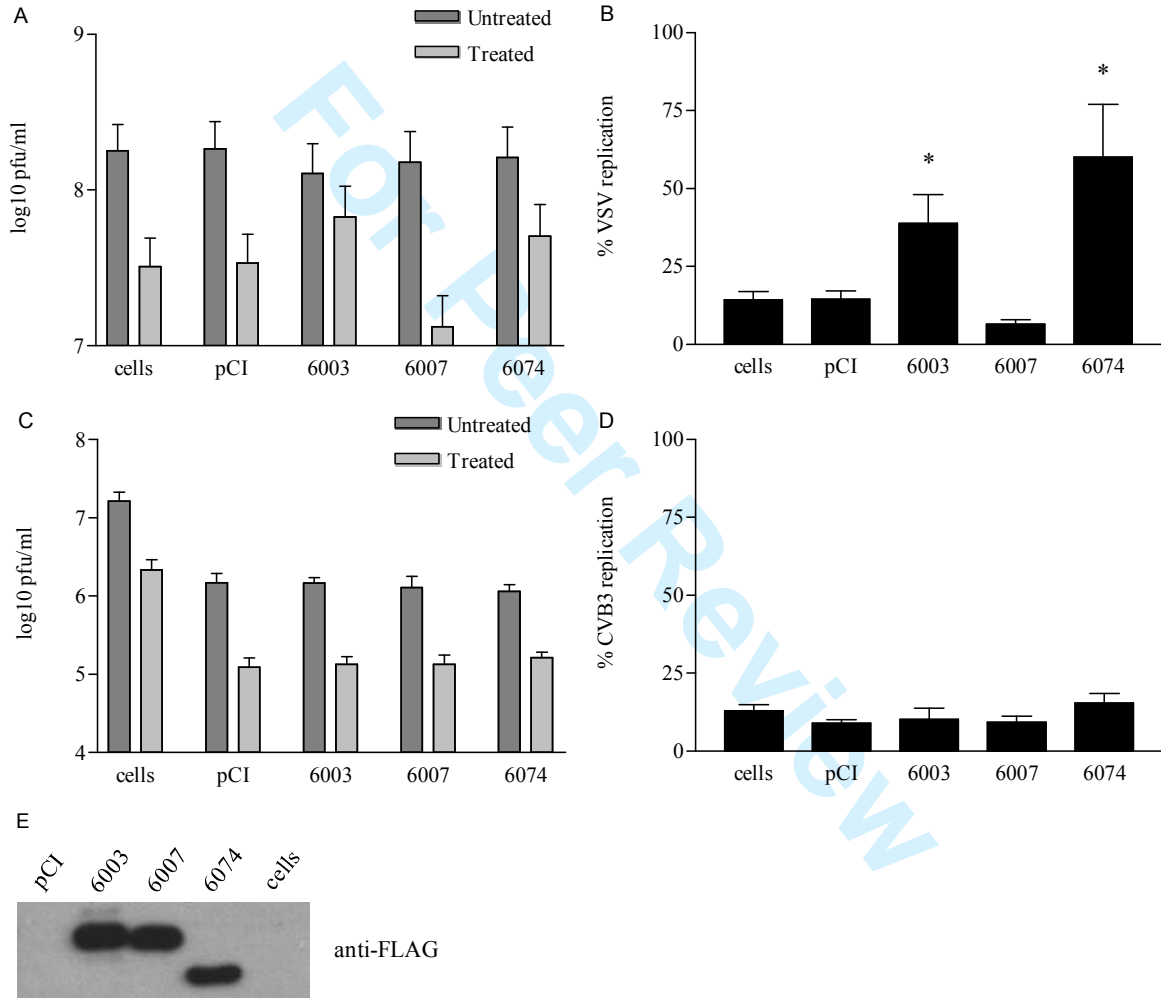 A
Untreated
Treated
9
8
7
log10 pfu/ml
cells pCI 6003 6007 6074
B
100
75
50
25
0
% VSV replication
* *
cells pCI 6003 6007 6074
C
Untreated
Treated
8
7
6
5
4
log10 pfu/ml
cells pCI 6003 6007 6074
D
100
75
50
25
0
% CVB3 replication
cells pCI 6003 6007 6074
E
pCI 6003 6007 6074 cells
anti-FLAG
For Peer Review